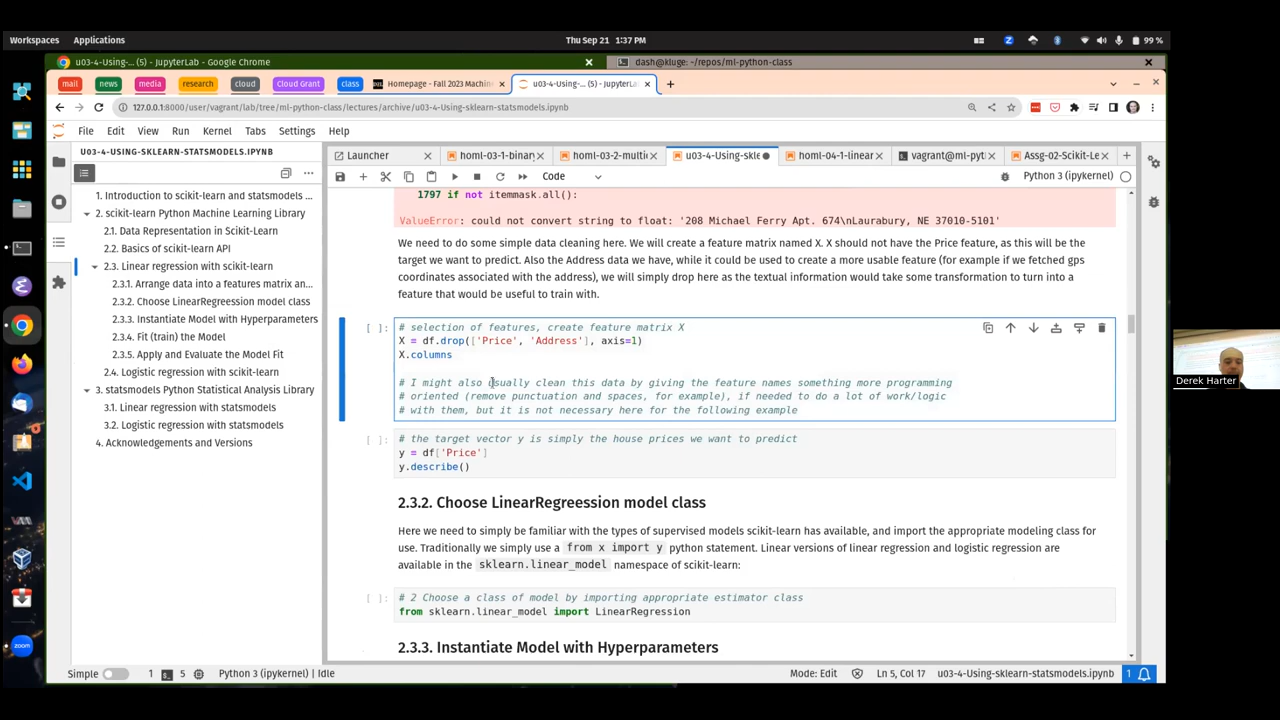 Workspaces Applications Thu Sep 21 1:37 PM 99 %
u03-4-Using-... (5) - JupyterLab - Google Chrome dash@kluge: ~/repos/ml-python-class
mail news media research cloud Cloud Grant class Homepage - Fall 2023 Machin u03-4-Using-... (5) - JupyterLa
127.0.0.1:8000/user/vagrant/lab/tree/ml-python-class/lectures/archive/u03-4-Using-sklearn-statsmodels.ipynb
File Edit View Run Kernel Tabs Settings Help
U03-4-USING-SKLEARN-STATSMODELS.IPYNB
Launcher homl-03-1-binary homl-03-2-multi u03-4-Using-skle homl-04-1-linear vagrant@ml-pyt Assg-02-Scikit-Le
Code Python 3 (ipykernel)
1. Introduction to scikit-learn and statsmodels ...
2. scikit-learn Python Machine Learning Library
2.1. Data Representation in Scikit-Learn
2.2. Basics of scikit-learn API
2.3. Linear regression with scikit-learn
2.3.1. Arrange data into a features matrix an...
2.3.2. Choose LinearRegreession model class
2.3.3. Instantiate Model with Hyperparameters
2.3.4. Fit (train) the Model
2.3.5. Apply and Evaluate the Model Fit
2.4. Logistic regression with scikit-learn
3. statsmodels Python Statistical Analysis Library
3.1. Linear regression with statsmodels
3.2. Logistic regression with statsmodels
4. Acknowledgements and Versions
1797 if not itemmask.all():
ValueError: could not convert string to float: '208 Michael Ferry Apt. 674\nLaurabury, NE 37010-5101'
We need to do some simple data cleaning here. We will create a feature matrix named X. X should not have the Price feature, as this will be the
target we want to predict. Also the Address data we have, while it could be used to create a more usable feature (for example if we fetched gps
coordinates associated with the address), we will simply drop here as the textual information would take some transformation to turn into a
feature that would be useful to train with.
[ ]: # selection of features, create feature matrix X
X = df.drop(['Price', 'Address'], axis=1)
X.columns
# I might also usually clean this data by giving the feature names something more programming
# oriented (remove punctuation and spaces, for example), if needed to do a lot of work/logic
# with them, but it is not necessary here for the following example
[ ]: # the target vector y is simply the house prices we want to predict
y = df['Price']
y.describe()
2.3.2. Choose LinearRegreession model class
Here we need to simply be familiar with the types of supervised models scikit-learn has available, and import the appropriate modeling class for
use. Traditionally we simply use a from x import y python statement. Linear versions of linear regression and logistic regression are
available in the sklearn.linear_model namespace of scikit-learn:
[ ]: # 2 Choose a class of model by importing appropriate estimator class
from sklearn.linear_model import LinearRegression
2.3.3. Instantiate Model with Hyperparameters
Derek Harter
zoom
Simple 1 5 Python 3 (ipykernel) | Idle Mode: Edit Ln 5, Col 17 u03-4-Using-sklearn-statsmodels.ipynb 1